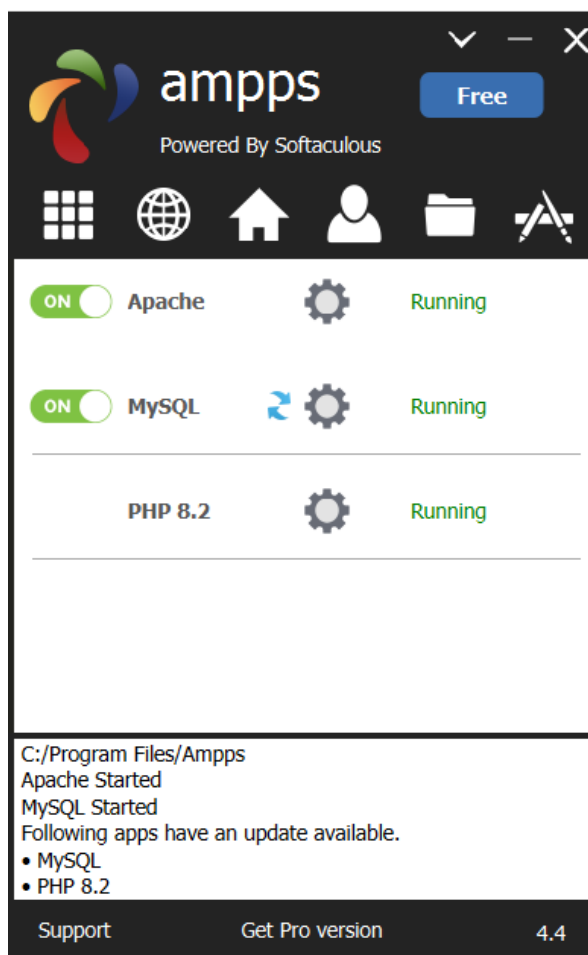 ampps
Free
Powered By Softaculous
ON Apache Running
ON MySQL Running
PHP 8.2 Running
C:/Program Files/Ampps
Apache Started
MySQL Started
Following apps have an update available.
• MySQL
• PHP 8.2
Support Get Pro version 4.4